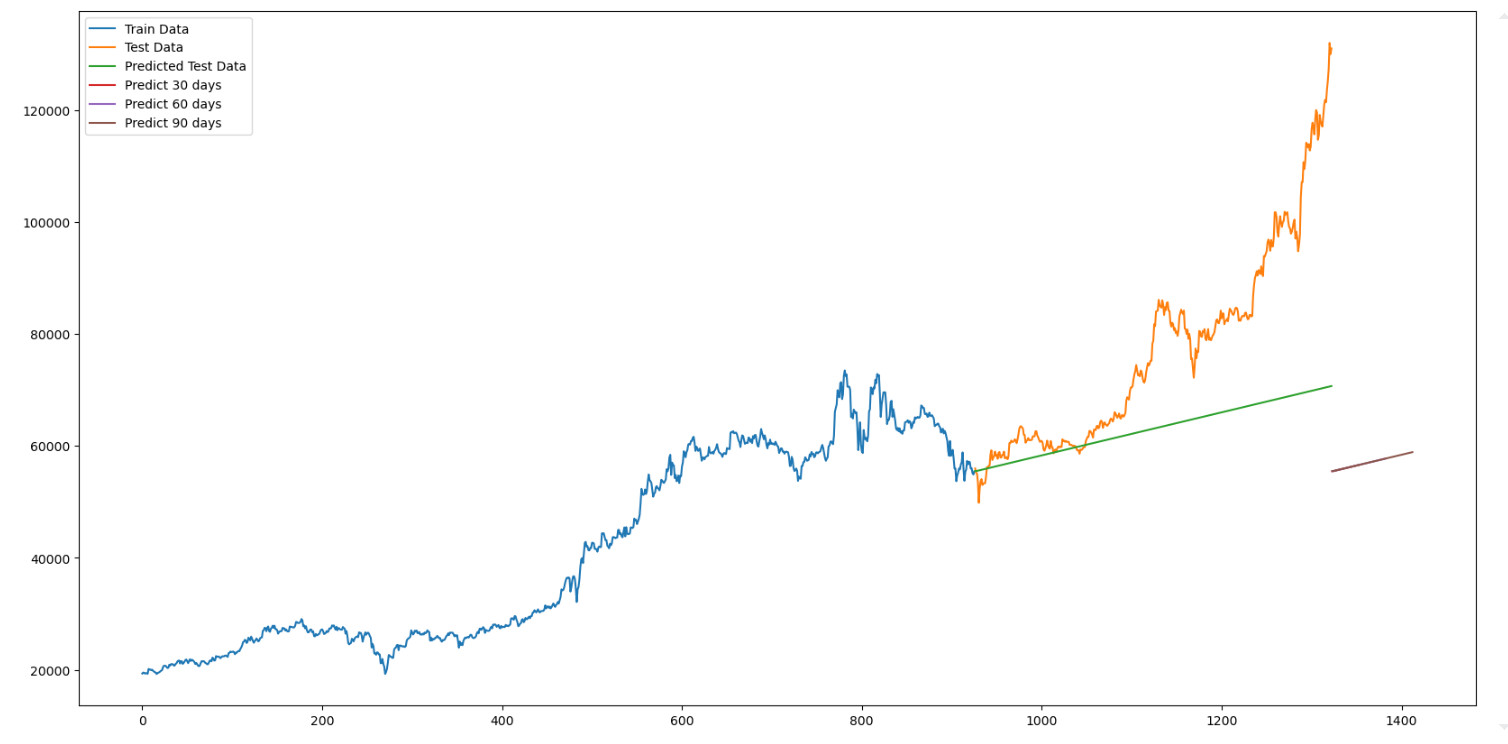 Train Data
Test Data
Predicted Test Data
Predict 30 days
Predict 60 days
Predict 90 days
120000
100000
80000
60000
40000
20000
0 200 400 600 800 1000 1200 1400